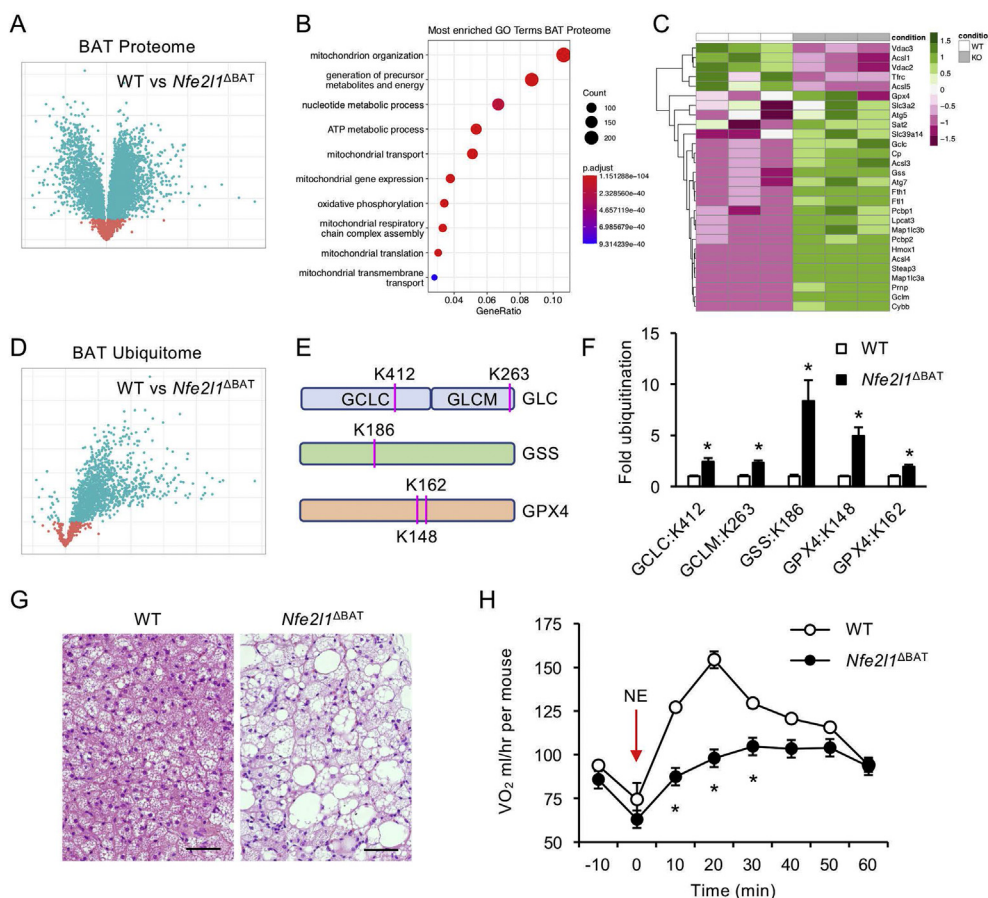 A
BAT Proteome
WT vs Nfe2l1ΔBAT
B
Most enriched GO Terms BAT Proteome
mitochondrion organization
generation of precursor
metabolites and energy
nucleotide metabolic process
ATP metabolic process
mitochondrial transport
mitochondrial gene expression
oxidative phosphorylation
mitochondrial respiratory
chain complex assembly
mitochondrial translation
mitochondrial transmembrane
transport
0.04 0.06 0.08 0.10
GeneRatio
Count
100
150
200
p.adjust
1.151288e-104
2.328560e-40
4.657119e-40
6.985679e-40
9.314239e-40
C
condition
Vdac3
Acsl1
Vdac2
Tfrc
Acsl5
Gpx4
Slc3a2
Atg5
Sat2
Slc39a14
Gclc
Cp
Acsl3
Gss
Atg7
Fth1
Ftl1
Pcbp1
Lpcat3
Map1lc3b
Pcbp2
Hmox1
Acsl4
Steap3
Map1lc3a
Prnp
Gclm
Cybb
1.5
1
0.5
0
-0.5
-1
-1.5
conditio
WT
KO
D
BAT Ubiquitome
WT vs Nfe2l1ΔBAT
E
K412 K263
GCLC GLCM GLC
K186
GSS
K162
GPX4
K148
F
Fold ubiquitination
15
10
5
0
WT
Nfe2l1ΔBAT
* * * * *
GCLC:K412
GCLM:K263
GSS:K186
GPX4:K148
GPX4:K162
G
WT Nfe2l1ΔBAT
H
VO2 ml/hr per mouse
175
150
125
100
75
50
NE
WT
Nfe2l1ΔBAT
* * *
-10 0 10 20 30 40 50 60
Time (min)